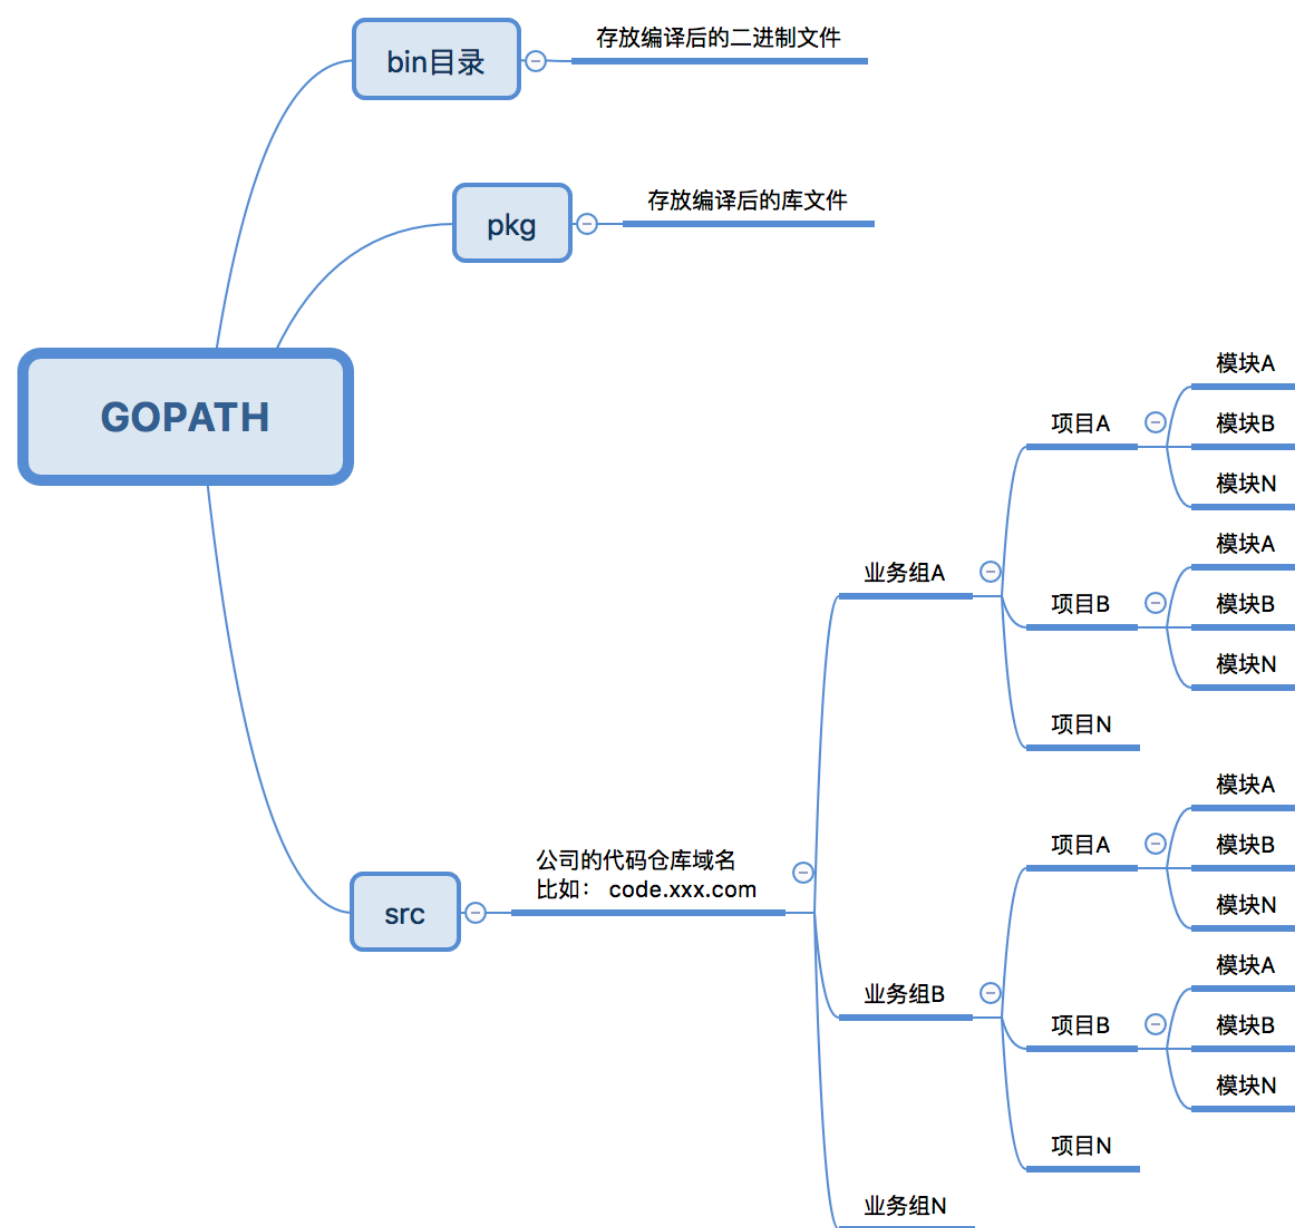 bin目录
存放编译后的二进制文件
pkg
存放编译后的库文件
GOPATH
src
公司的代码仓库域名
比如： code.xxx.com
业务组A
项目A
模块A
模块B
模块N
项目B
模块A
模块B
模块N
项目N
业务组B
项目A
模块A
模块B
模块N
项目B
模块A
模块B
模块N
项目N
业务组N